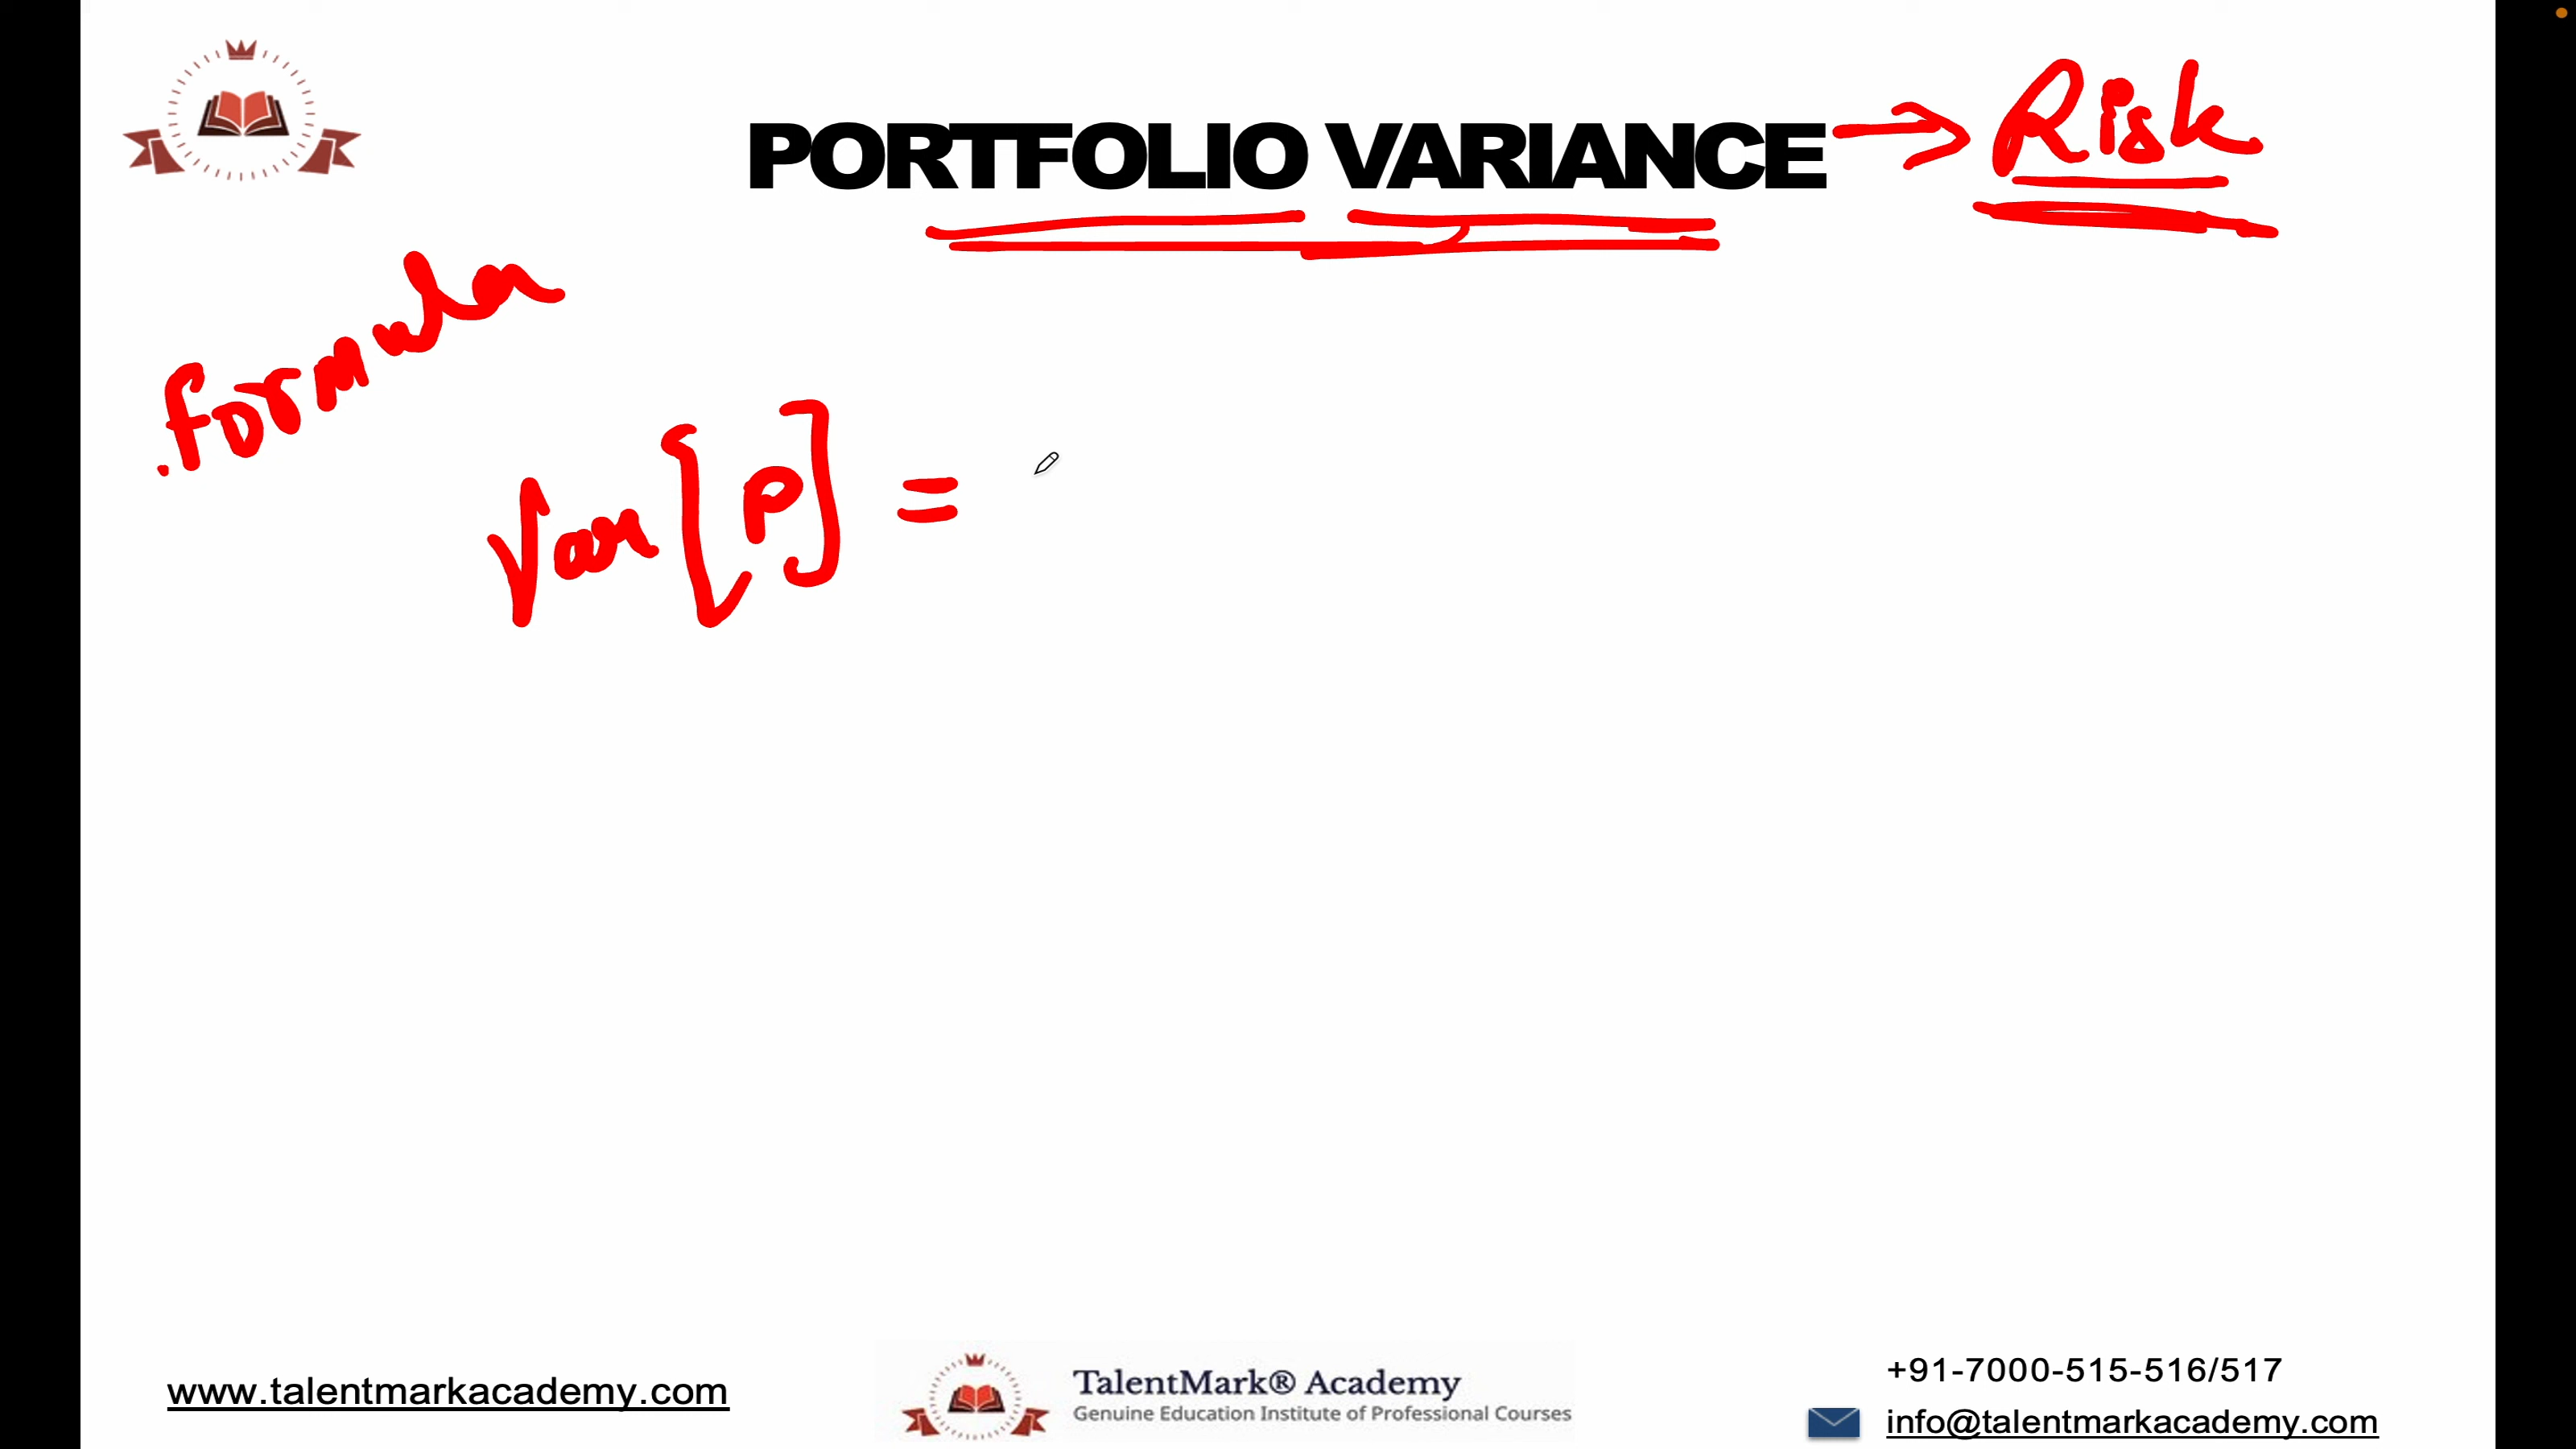 PORTFOLIO VARIANCE → Risk
formula
Var [P] =
www.talentmarkacademy.com
TalentMark® Academy
Genuine Education Institute of Professional Courses
+91-7000-515-516/517
info@talentmarkacademy.com